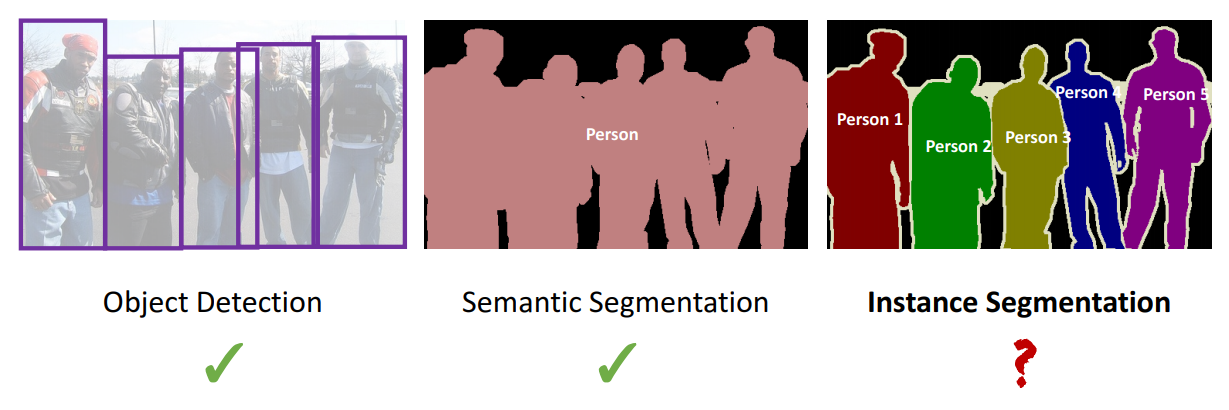 Person
Person 1
Person 2
Person 3
Person 4
Person 5
Object Detection
Semantic Segmentation
Instance Segmentation
✓
✓
?